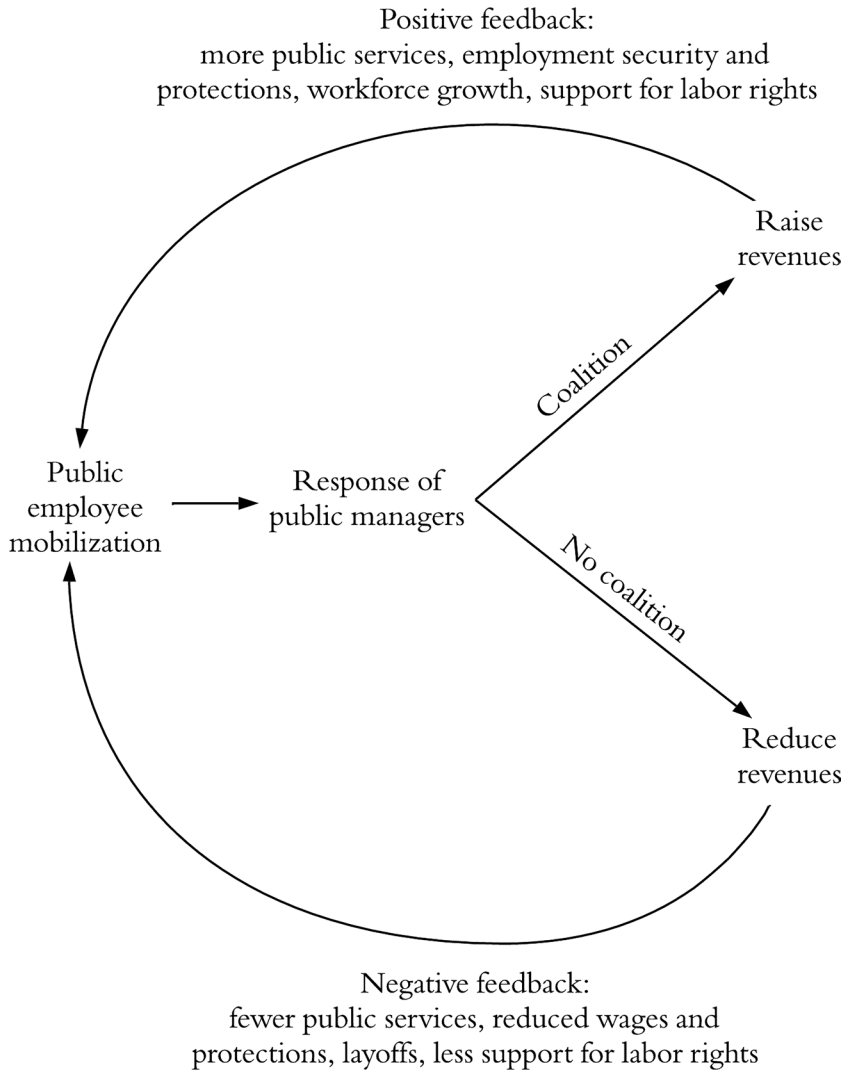 Positive feedback:
more public services, employment security and
protections, workforce growth, support for labor rights
Raise
revenues
Coalition
Public
employee
mobilization
Response of
public managers
No coalition
Reduce
revenues
Negative feedback:
fewer public services, reduced wages and
protections, layoffs, less support for labor rights